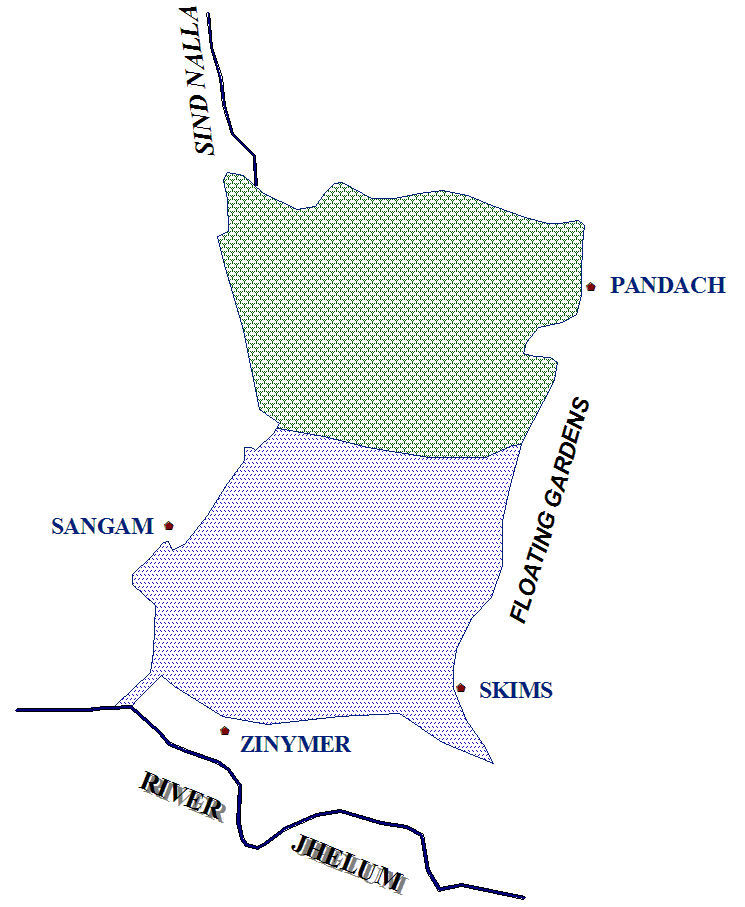 SIND NALLA
PANDACH
FLOATING GARDENS
SANGAM
SKIMS
ZINYMER
RIVER
JHELUM